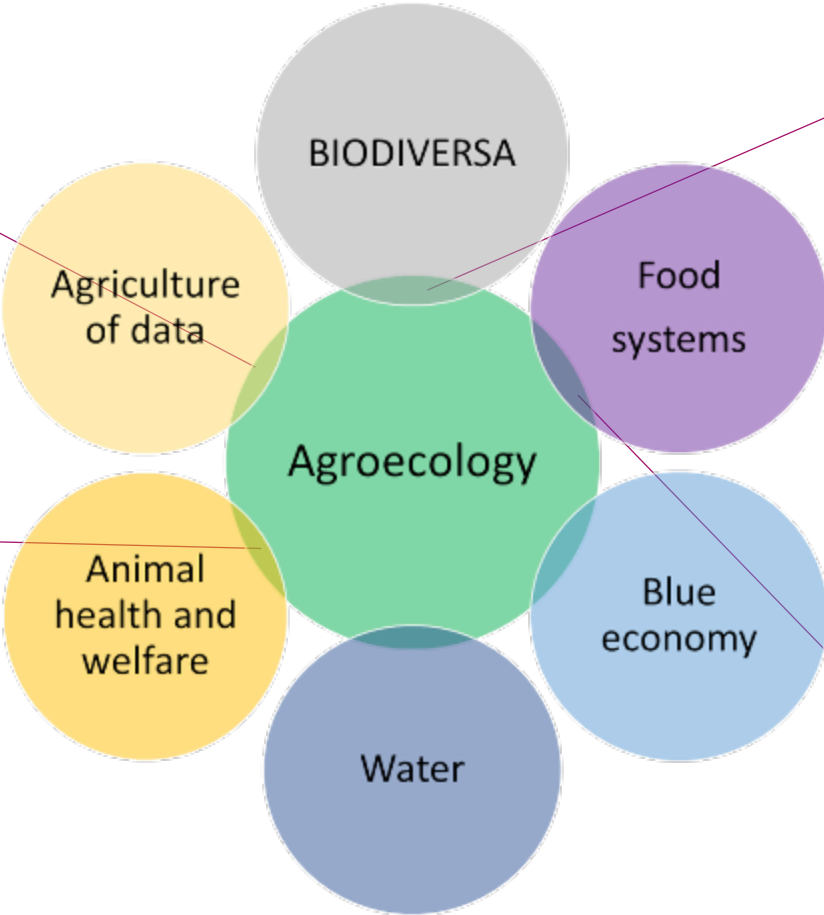 BIODIVERSA
Agriculture
of data
Food
systems
Agroecology
Animal
health and
welfare
Blue
economy
Water